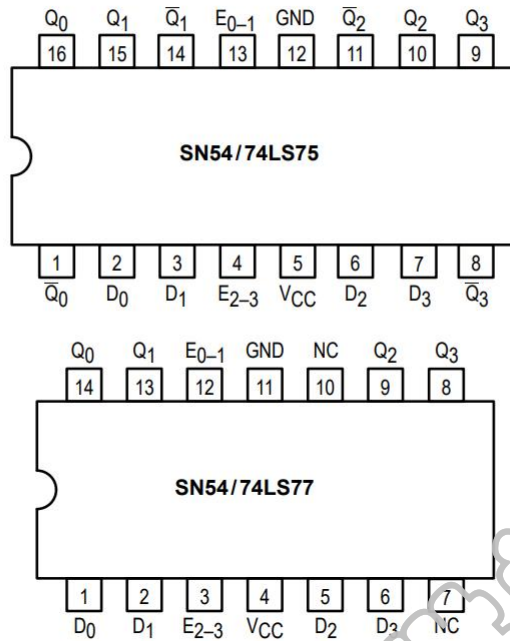 Q0 Q1 Q̅1 E0–1 GND Q̅2 Q2 Q3
16 15 14 13 12 11 10 9
SN54/74LS75
1 2 3 4 5 6 7 8
Q̅0 D0 D1 E2–3 VCC D2 D3 Q̅3
Q0 Q1 E0–1 GND NC Q2 Q3
14 13 12 11 10 9 8
SN54/74LS77
1 2 3 4 5 6 7
D0 D1 E2–3 VCC D2 D3 NC